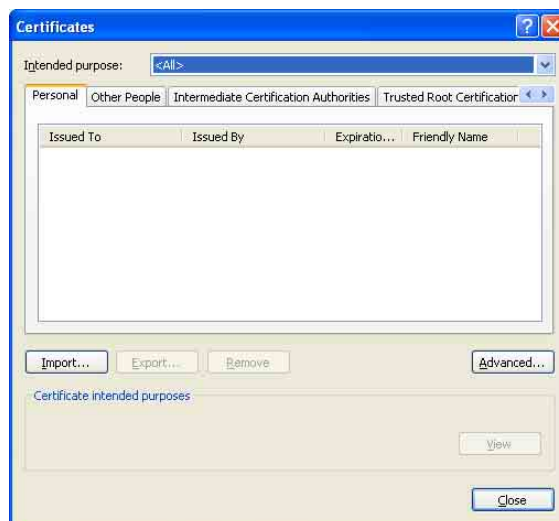 Certificates
Intended purpose: <All>
Personal Other People Intermediate Certification Authorities Trusted Root Certification
Issued To Issued By Expiratio... Friendly Name
Import... Export... Remove Advanced...
Certificate intended purposes
View
Close